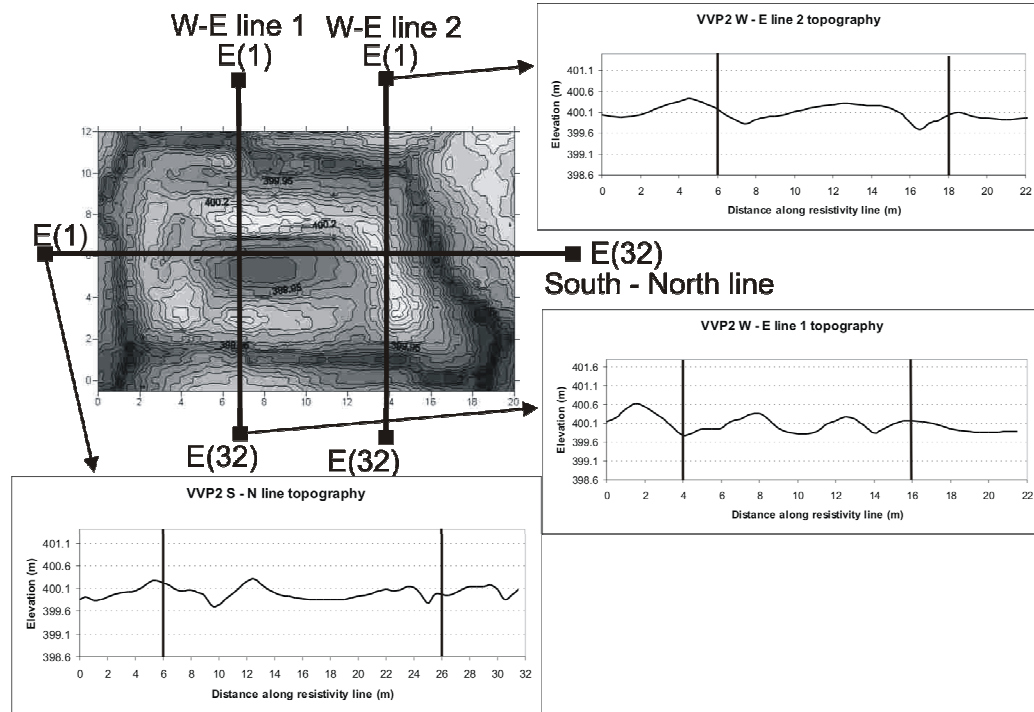 W-E line 1 W-E line 2
E(1) E(1)
VVP2 W - E line 2 topography
Elevation (m)
401.1
400.6
400.1
399.6
399.1
398.6
0 2 4 6 8 10 12 14 16 18 20 22
Distance along resistivity line (m)
12
10
8
6
4
2
0
399.95
400.2
400.2
399.95
399.95
399.95
0 2 4 6 8 10 12 14 16 18 20
E(1)
E(32)
South - North line
E(32)
E(32)
VVP2 W - E line 1 topography
Elevation (m)
401.6
401.1
400.6
400.1
399.6
399.1
398.6
0 2 4 6 8 10 12 14 16 18 20 22
Distance along resistivity line (m)
VVP2 S - N line topography
Elevation (m)
401.1
400.6
400.1
399.6
399.1
398.6
0 2 4 6 8 10 12 14 16 18 20 22 24 26 28 30 32
Distance along resistivity line (m)